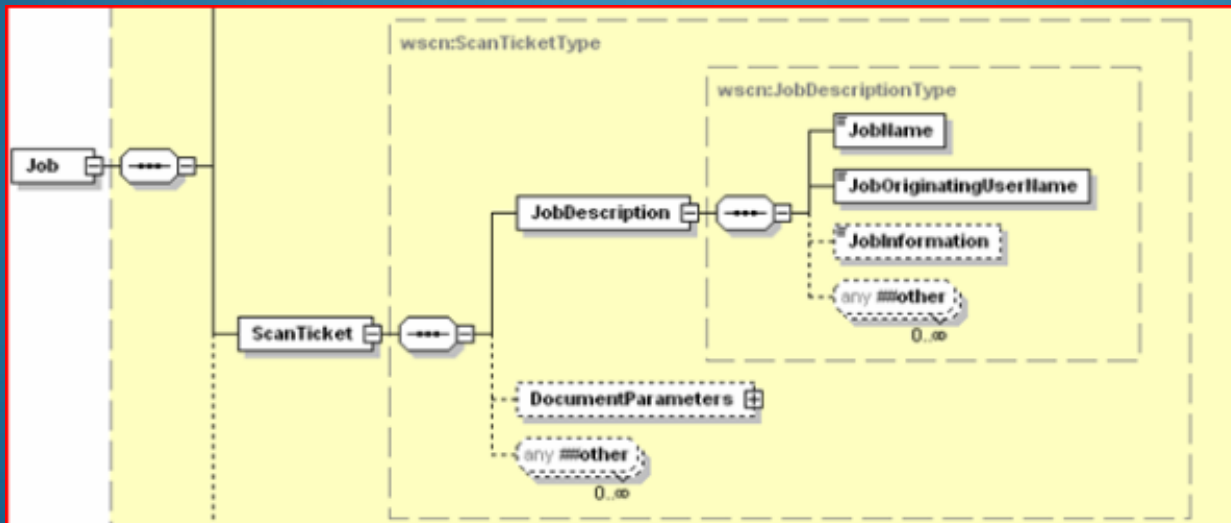 wscn:ScanTicketType
wscn:JobDescriptionType
JobName
Job
JobOriginatingUserName
JobDescription
JobInformation
any ##other
0..∞
ScanTicket
DocumentParameters
any ##other
0..∞